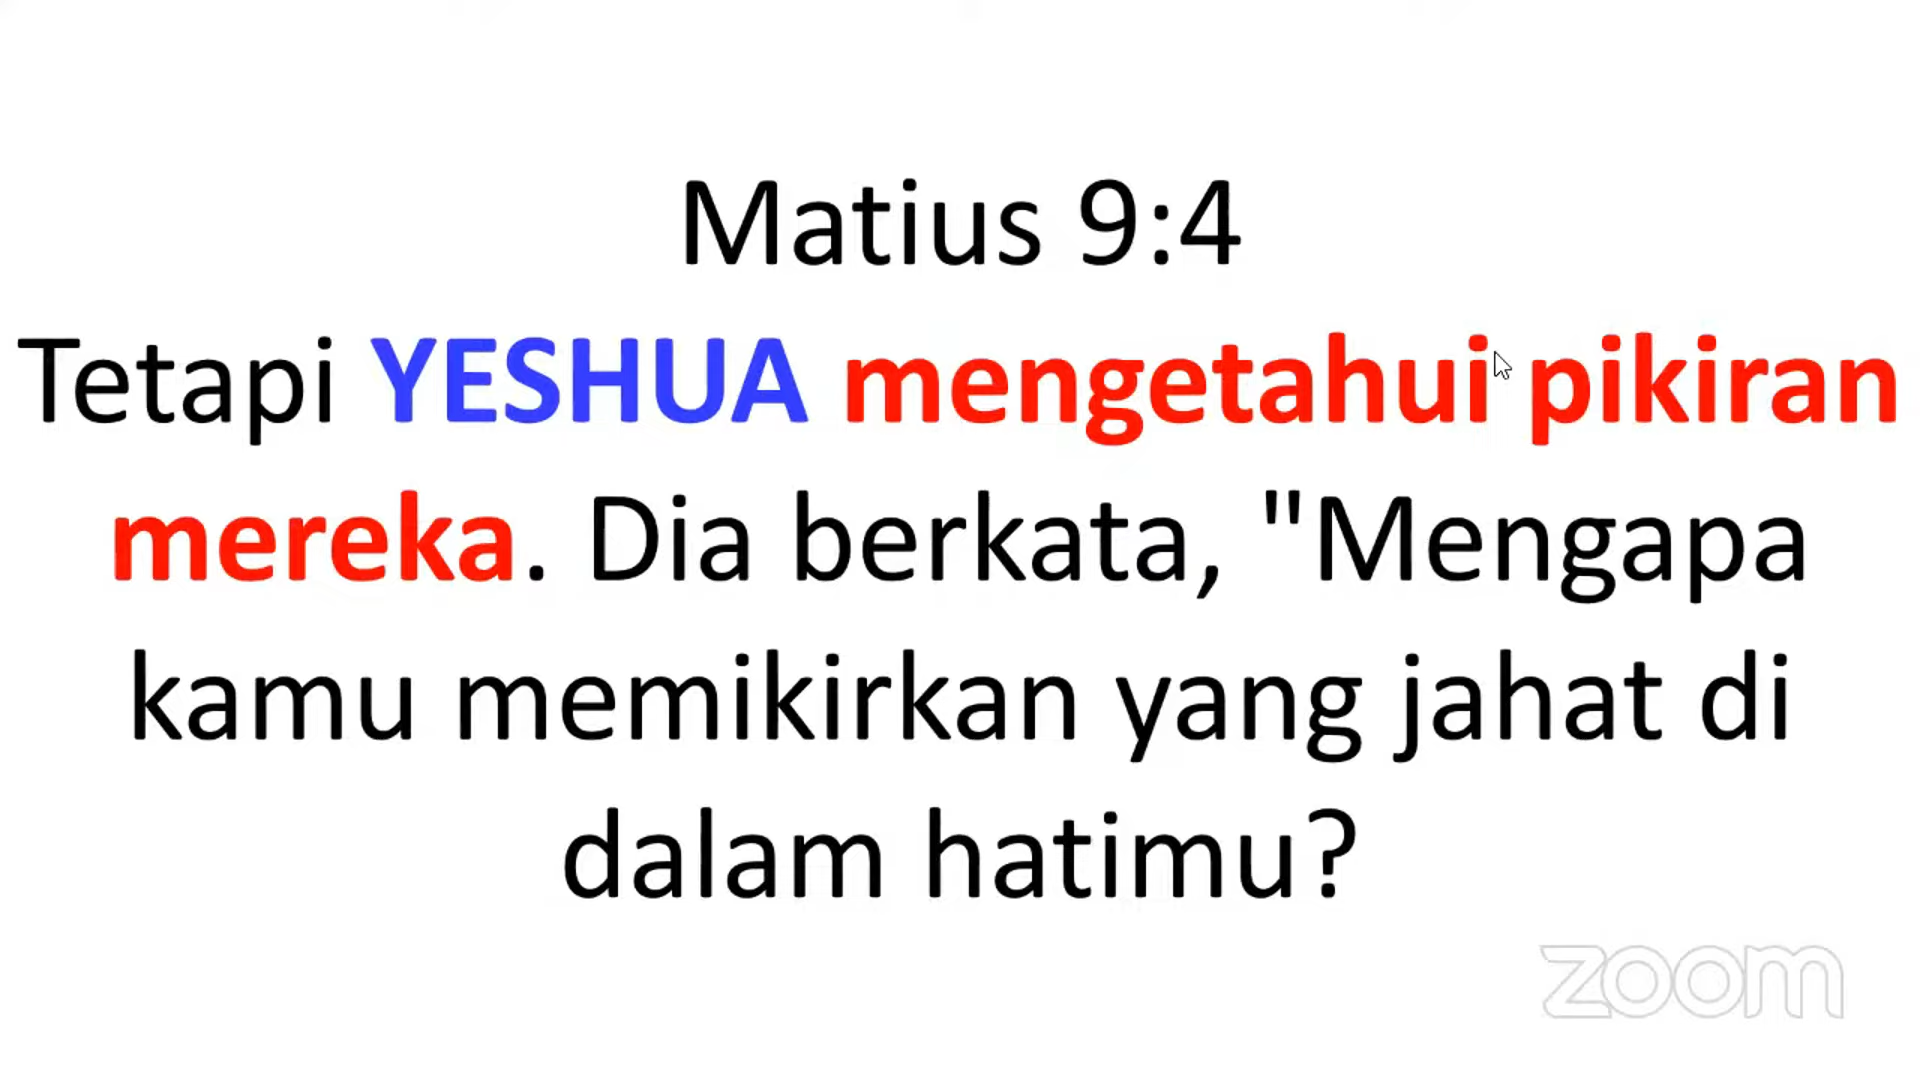 Matius 9:4
Tetapi YESHUA mengetahui pikiran
mereka. Dia berkata, "Mengapa
kamu memikirkan yang jahat di
dalam hatimu?
zoom